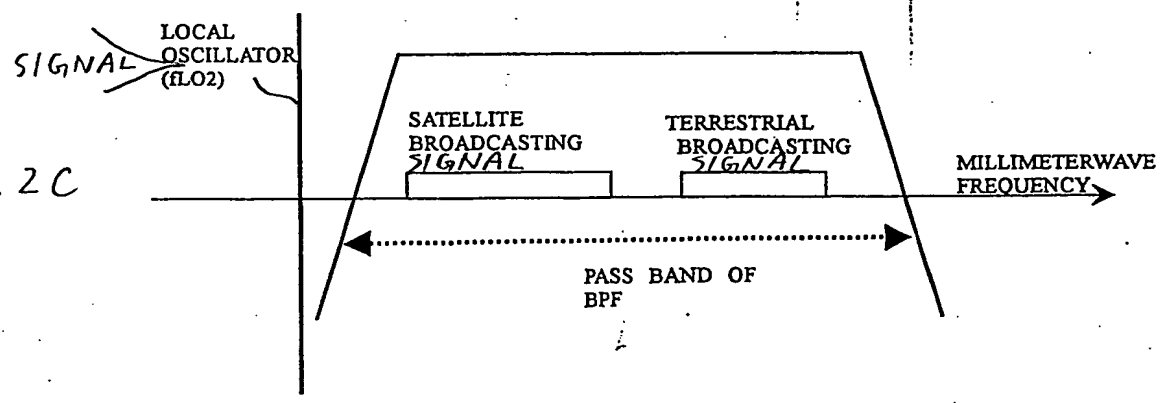 LOCAL
SIGNAL OSCILLATOR
(fLO2)
SATELLITE
BROADCASTING
SIGNAL
TERRESTRIAL
BROADCASTING
SIGNAL
MILLIMETERWAVE
FREQUENCY
. 2C
PASS BAND OF
BPF